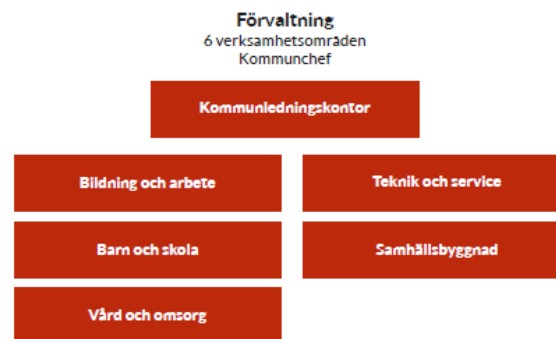 Förvaltning
6 verksamhetsområden
Kommunchef
Kommunledningskontor
Bildning och arbete
Teknik och service
Barn och skola
Samhällsbyggnad
Vård och omsorg